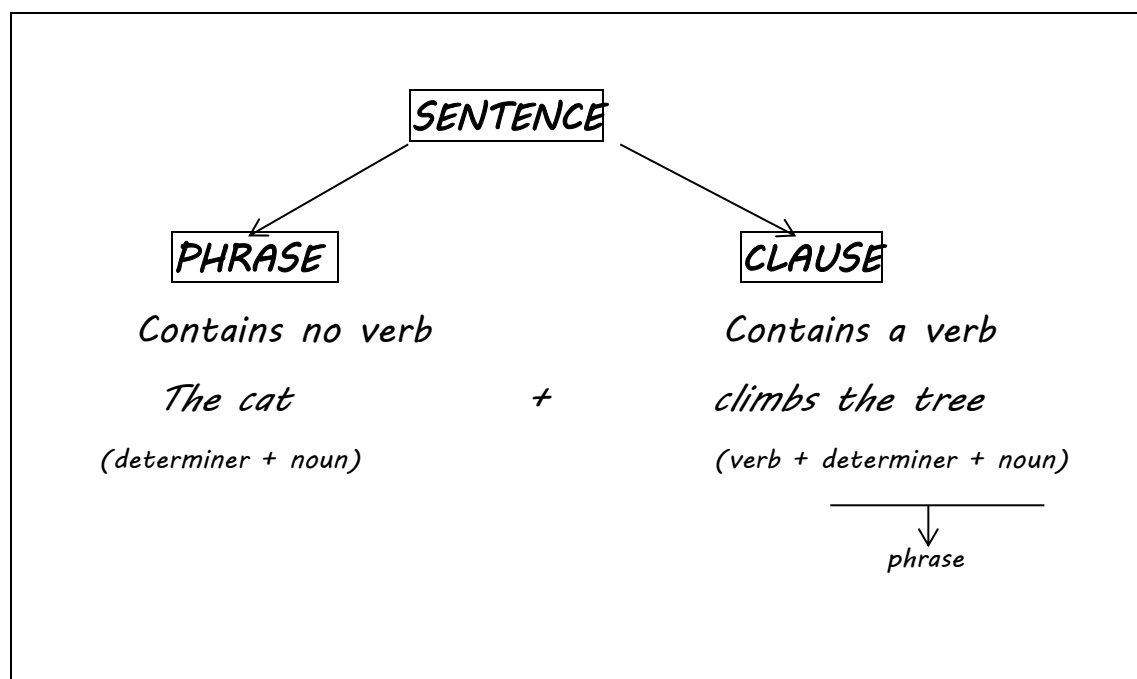 SENTENCE
PHRASE CLAUSE
Contains no verb Contains a verb
The cat + climbs the tree
(determiner + noun) (verb + determiner + noun)
phrase